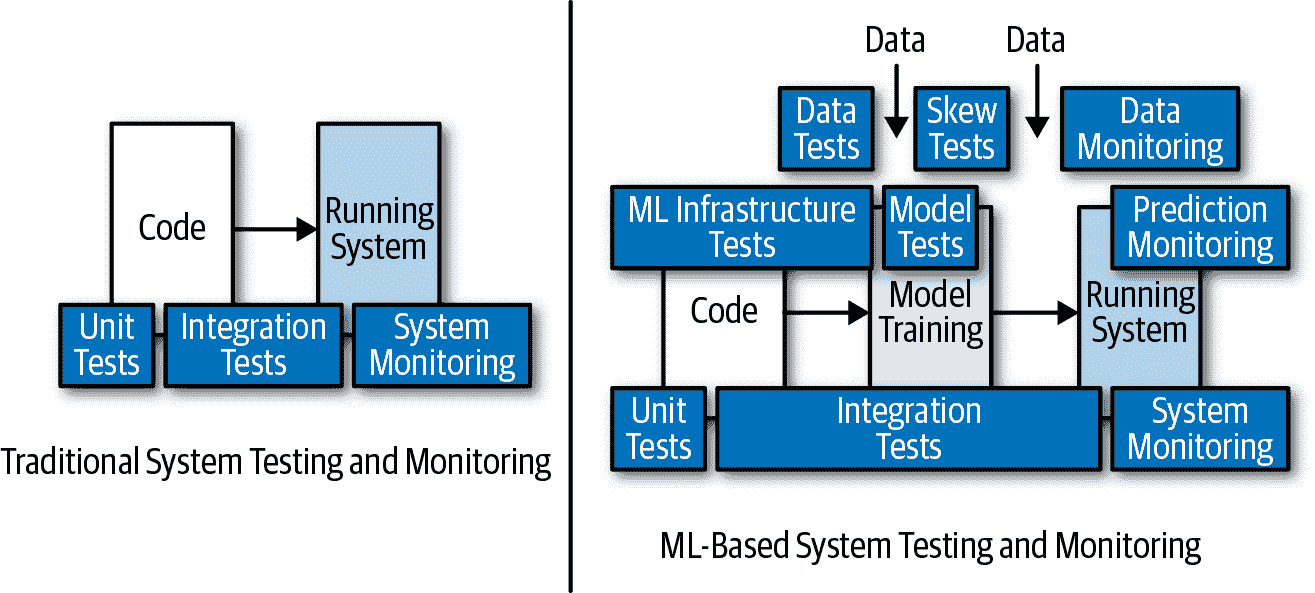 Code
Running
System
Unit
Tests
Integration
Tests
System
Monitoring
Traditional System Testing and Monitoring
Data
Data
Data
Tests
Skew
Tests
Data
Monitoring
ML Infrastructure
Tests
Model
Tests
Prediction
Monitoring
Code
Model
Training
Running
System
Unit
Tests
Integration
Tests
System
Monitoring
ML-Based System Testing and Monitoring